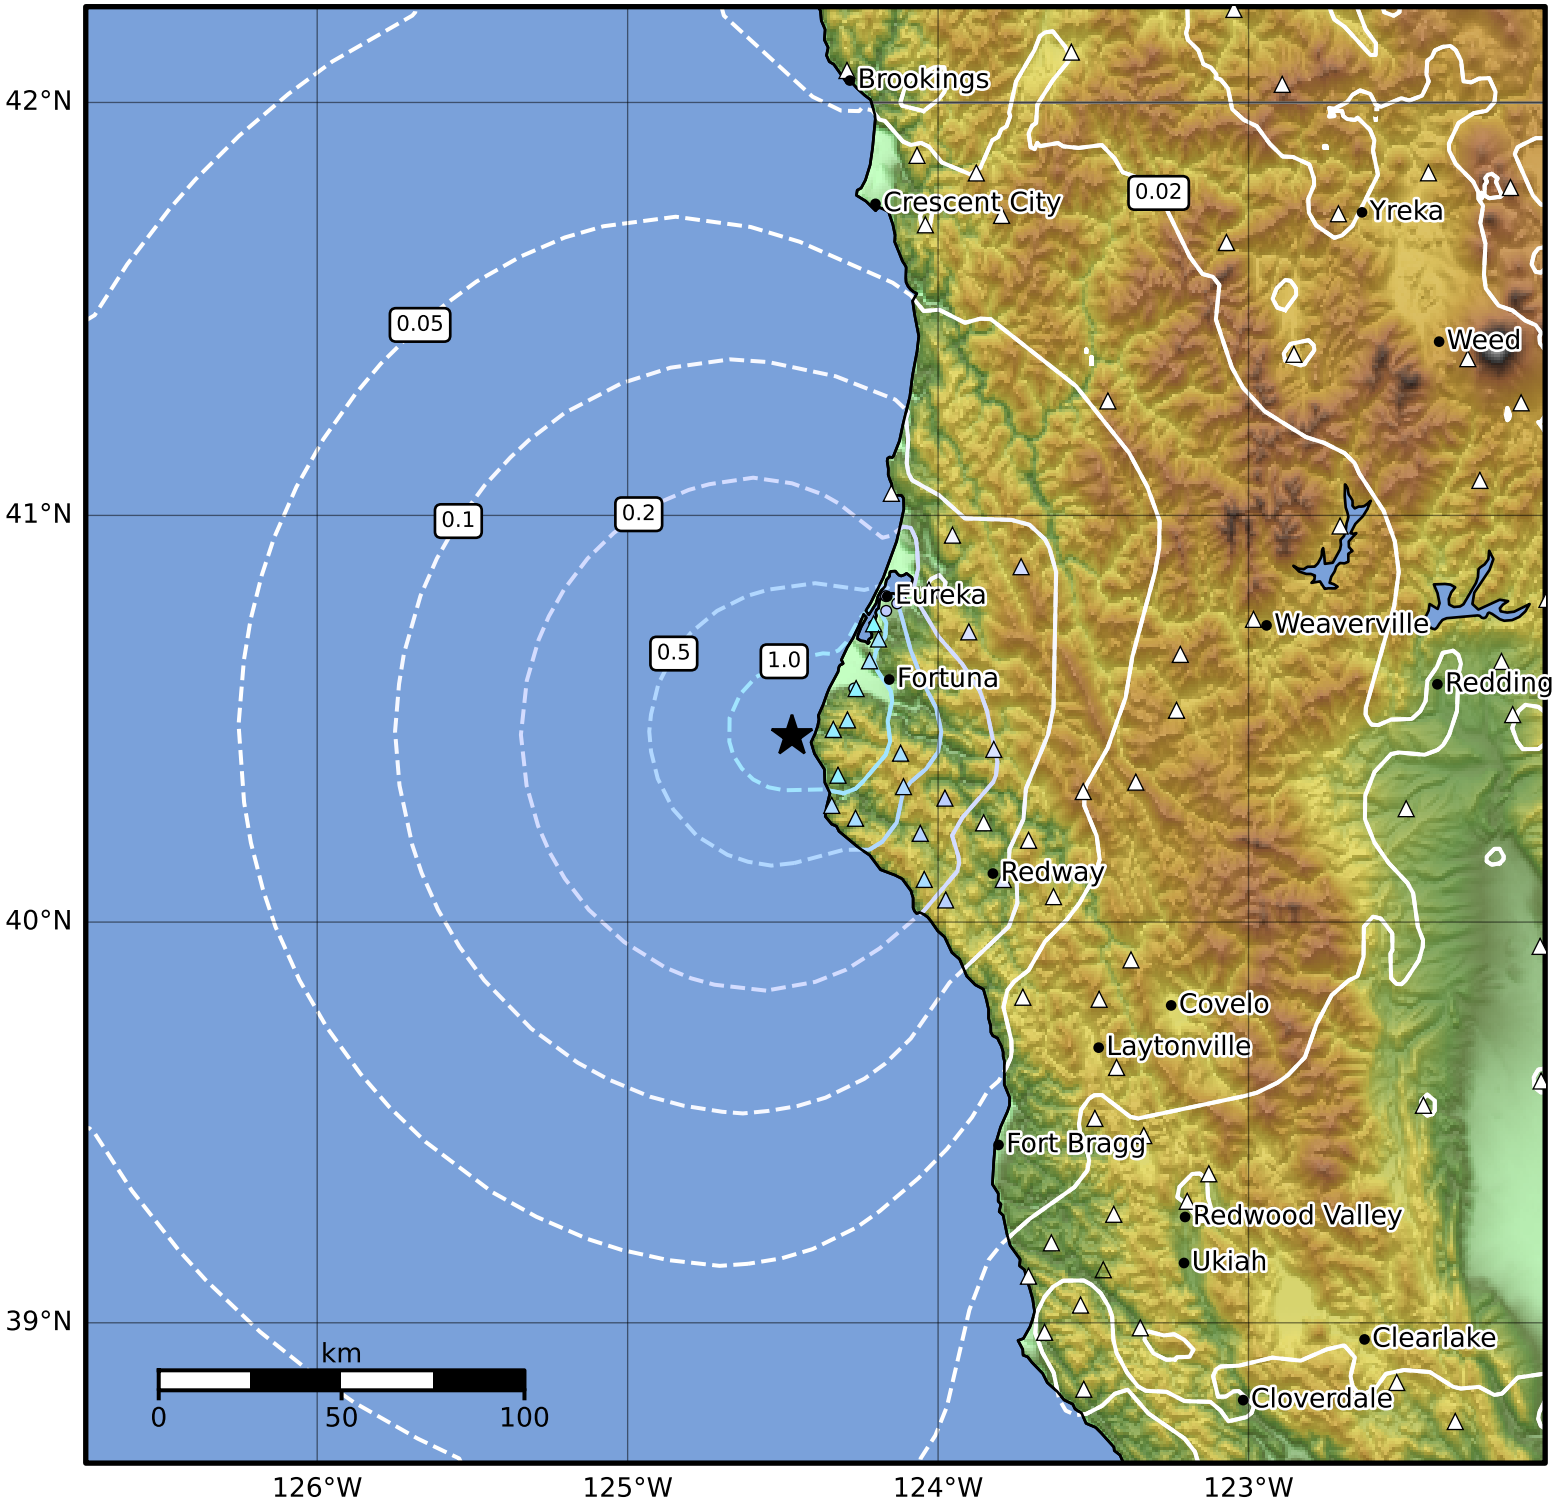 Brookings
42°N
0.02
Crescent City
Yreka
0.05
Weed
41°N
0.1
0.2
Eureka
Weaverville
0.5
1.0
Fortuna
Redding
Redway
40°N
Covelo
Laytonville
Fort Bragg
Redwood Valley
Ukiah
39°N
Clearlake
km
Cloverdale
0 50 100
126°W 125°W 124°W 123°W